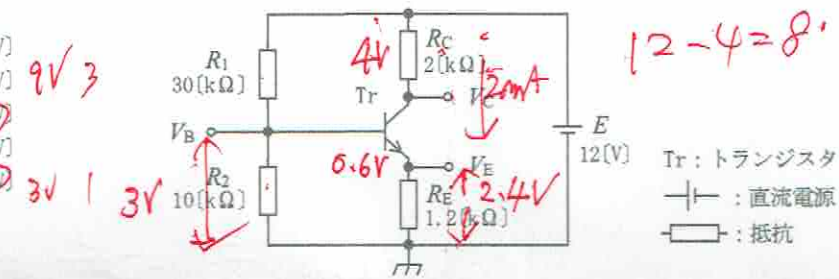 V]
V]
V]
9V 3
3V 1
3V
R1
30[kΩ]
VB
R2
10[kΩ]
Tr
0.6V
4V
RC
2[kΩ]
VC
2mA
VE
RE
1.2[kΩ]
2.4V
E
12[V]
12-4=8
Tr：トランジスタ
：直流電源
：抵抗